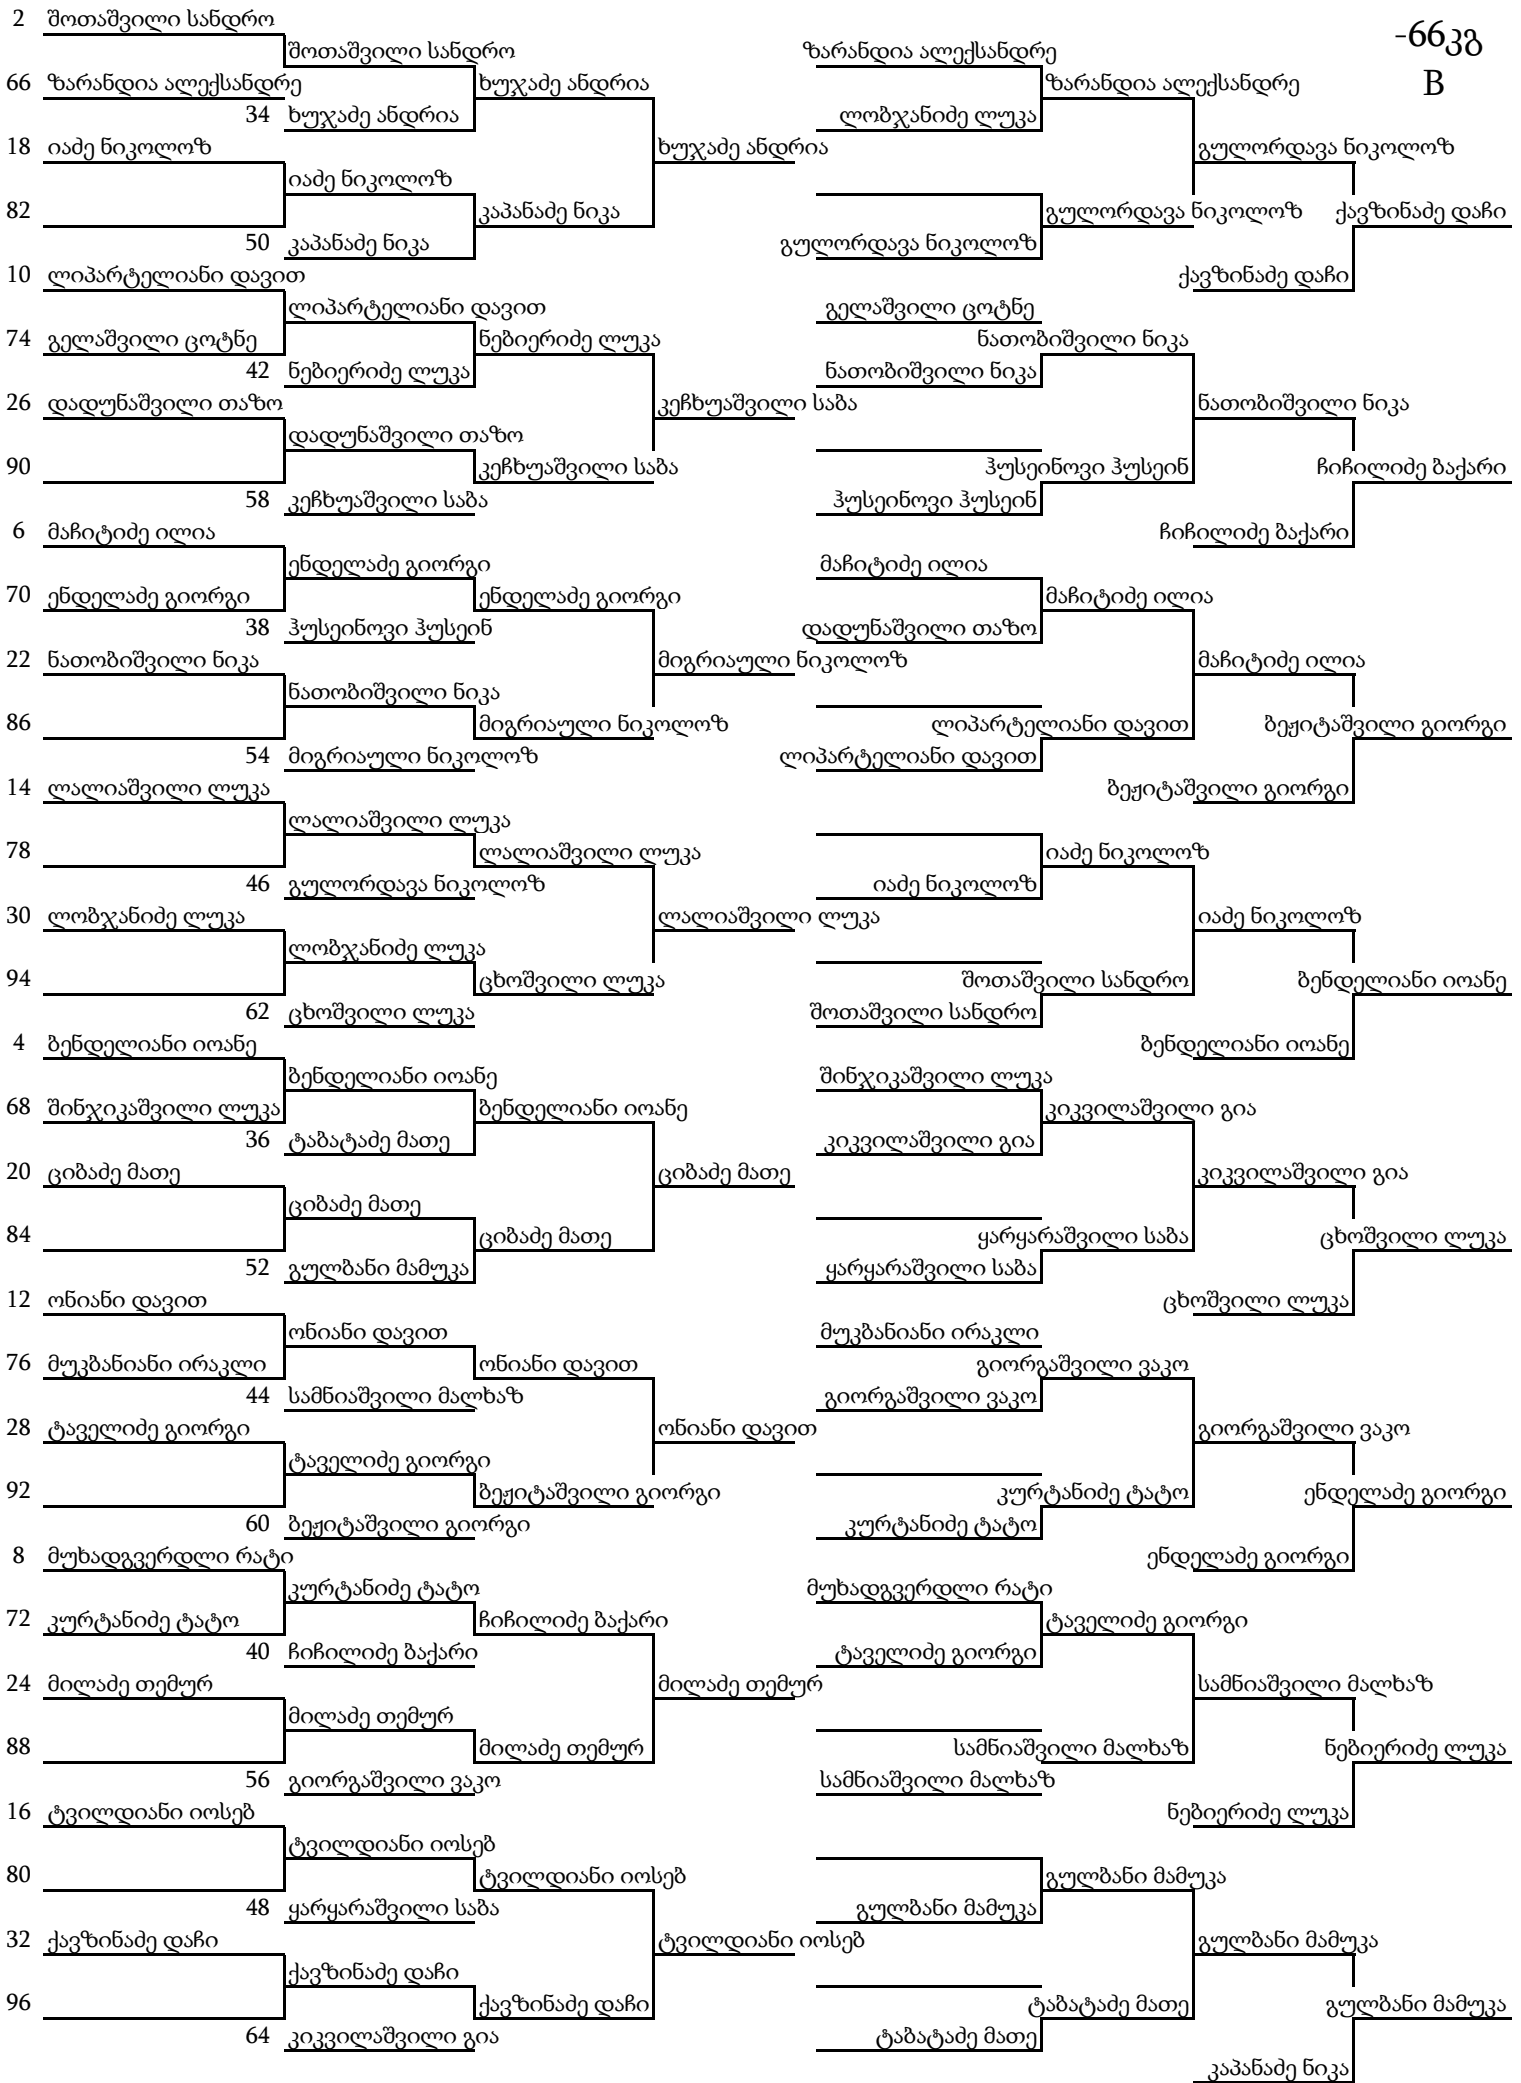 -66კგ
B
2 შოთაშვილი სანდრო
შოთაშვილი სანდრო
66 ზარანდია ალექსანდრე
ხუჯაძე ანდრია
34 ხუჯაძე ანდრია
18 იაძე ნიკოლოზ
ხუჯაძე ანდრია
იაძე ნიკოლოზ
82
კაპანაძე ნიკა
50 კაპანაძე ნიკა
10 ლიპარტელიანი დავით
ლიპარტელიანი დავით
74 გელაშვილი ცოტნე
ნებიერიძე ლუკა
42 ნებიერიძე ლუკა
26 დადუნაშვილი თაზო
კეჩხუაშვილი საბა
დადუნაშვილი თაზო
90
კეჩხუაშვილი საბა
58 კეჩხუაშვილი საბა
6 მაჩიტიძე ილია
ენდელაძე გიორგი
70 ენდელაძე გიორგი
ენდელაძე გიორგი
38 ჰუსეინოვი ჰუსეინ
22 ნათობიშვილი ნიკა
მიგრიაული ნიკოლოზ
ნათობიშვილი ნიკა
86
მიგრიაული ნიკოლოზ
54 მიგრიაული ნიკოლოზ
14 ლალიაშვილი ლუკა
ლალიაშვილი ლუკა
78
ლალიაშვილი ლუკა
46 გულორდავა ნიკოლოზ
30 ლობჯანიძე ლუკა
ლალიაშვილი ლუკა
ლობჯანიძე ლუკა
94
ცხოშვილი ლუკა
62 ცხოშვილი ლუკა
4 ბენდელიანი იოანე
ბენდელიანი იოანე
68 შინჯიკაშვილი ლუკა
ბენდელიანი იოანე
36 ტაბატაძე მათე
20 ციბაძე მათე
ციბაძე მათე
ციბაძე მათე
84
ციბაძე მათე
52 გულბანი მამუკა
12 ონიანი დავით
ონიანი დავით
76 მუკბანიანი ირაკლი
ონიანი დავით
44 სამნიაშვილი მალხაზ
28 ტაველიძე გიორგი
ონიანი დავით
ტაველიძე გიორგი
92
ბეჟიტაშვილი გიორგი
60 ბეჟიტაშვილი გიორგი
8 მუხადგვერდლი რატი
კურტანიძე ტატო
72 კურტანიძე ტატო
ჩიჩილიძე ბაქარი
40 ჩიჩილიძე ბაქარი
24 მილაძე თემურ
მილაძე თემურ
მილაძე თემურ
88
მილაძე თემურ
56 გიორგაშვილი ვაკო
16 ტვილდიანი იოსებ
ტვილდიანი იოსებ
80
ტვილდიანი იოსებ
48 ყარყარაშვილი საბა
32 ქავზინაძე დაჩი
ტვილდიანი იოსებ
ქავზინაძე დაჩი
96
ქავზინაძე დაჩი
64 კიკვილაშვილი გია
ზარანდია ალექსანდრე
ზარანდია ალექსანდრე
ლობჯანიძე ლუკა
გულორდავა ნიკოლოზ
გულორდავა ნიკოლოზ
ქავზინაძე დაჩი
გულორდავა ნიკოლოზ
ქავზინაძე დაჩი
გელაშვილი ცოტნე
ნათობიშვილი ნიკა
ნათობიშვილი ნიკა
ნათობიშვილი ნიკა
ჰუსეინოვი ჰუსეინ
ჩიჩილიძე ბაქარი
ჰუსეინოვი ჰუსეინ
ჩიჩილიძე ბაქარი
მაჩიტიძე ილია
მაჩიტიძე ილია
დადუნაშვილი თაზო
მაჩიტიძე ილია
ლიპარტელიანი დავით
ბეჟიტაშვილი გიორგი
ლიპარტელიანი დავით
ბეჟიტაშვილი გიორგი
იაძე ნიკოლოზ
იაძე ნიკოლოზ
იაძე ნიკოლოზ
შოთაშვილი სანდრო
ბენდელიანი იოანე
შოთაშვილი სანდრო
ბენდელიანი იოანე
შინჯიკაშვილი ლუკა
კიკვილაშვილი გია
კიკვილაშვილი გია
კიკვილაშვილი გია
ყარყარაშვილი საბა
ცხოშვილი ლუკა
ყარყარაშვილი საბა
ცხოშვილი ლუკა
მუკბანიანი ირაკლი
გიორგაშვილი ვაკო
გიორგაშვილი ვაკო
გიორგაშვილი ვაკო
კურტანიძე ტატო
ენდელაძე გიორგი
კურტანიძე ტატო
ენდელაძე გიორგი
მუხადგვერდლი რატი
ტაველიძე გიორგი
ტაველიძე გიორგი
სამნიაშვილი მალხაზ
სამნიაშვილი მალხაზ
ნებიერიძე ლუკა
სამნიაშვილი მალხაზ
ნებიერიძე ლუკა
გულბანი მამუკა
გულბანი მამუკა
გულბანი მამუკა
ტაბატაძე მათე
გულბანი მამუკა
ტაბატაძე მათე
კაპანაძე ნიკა